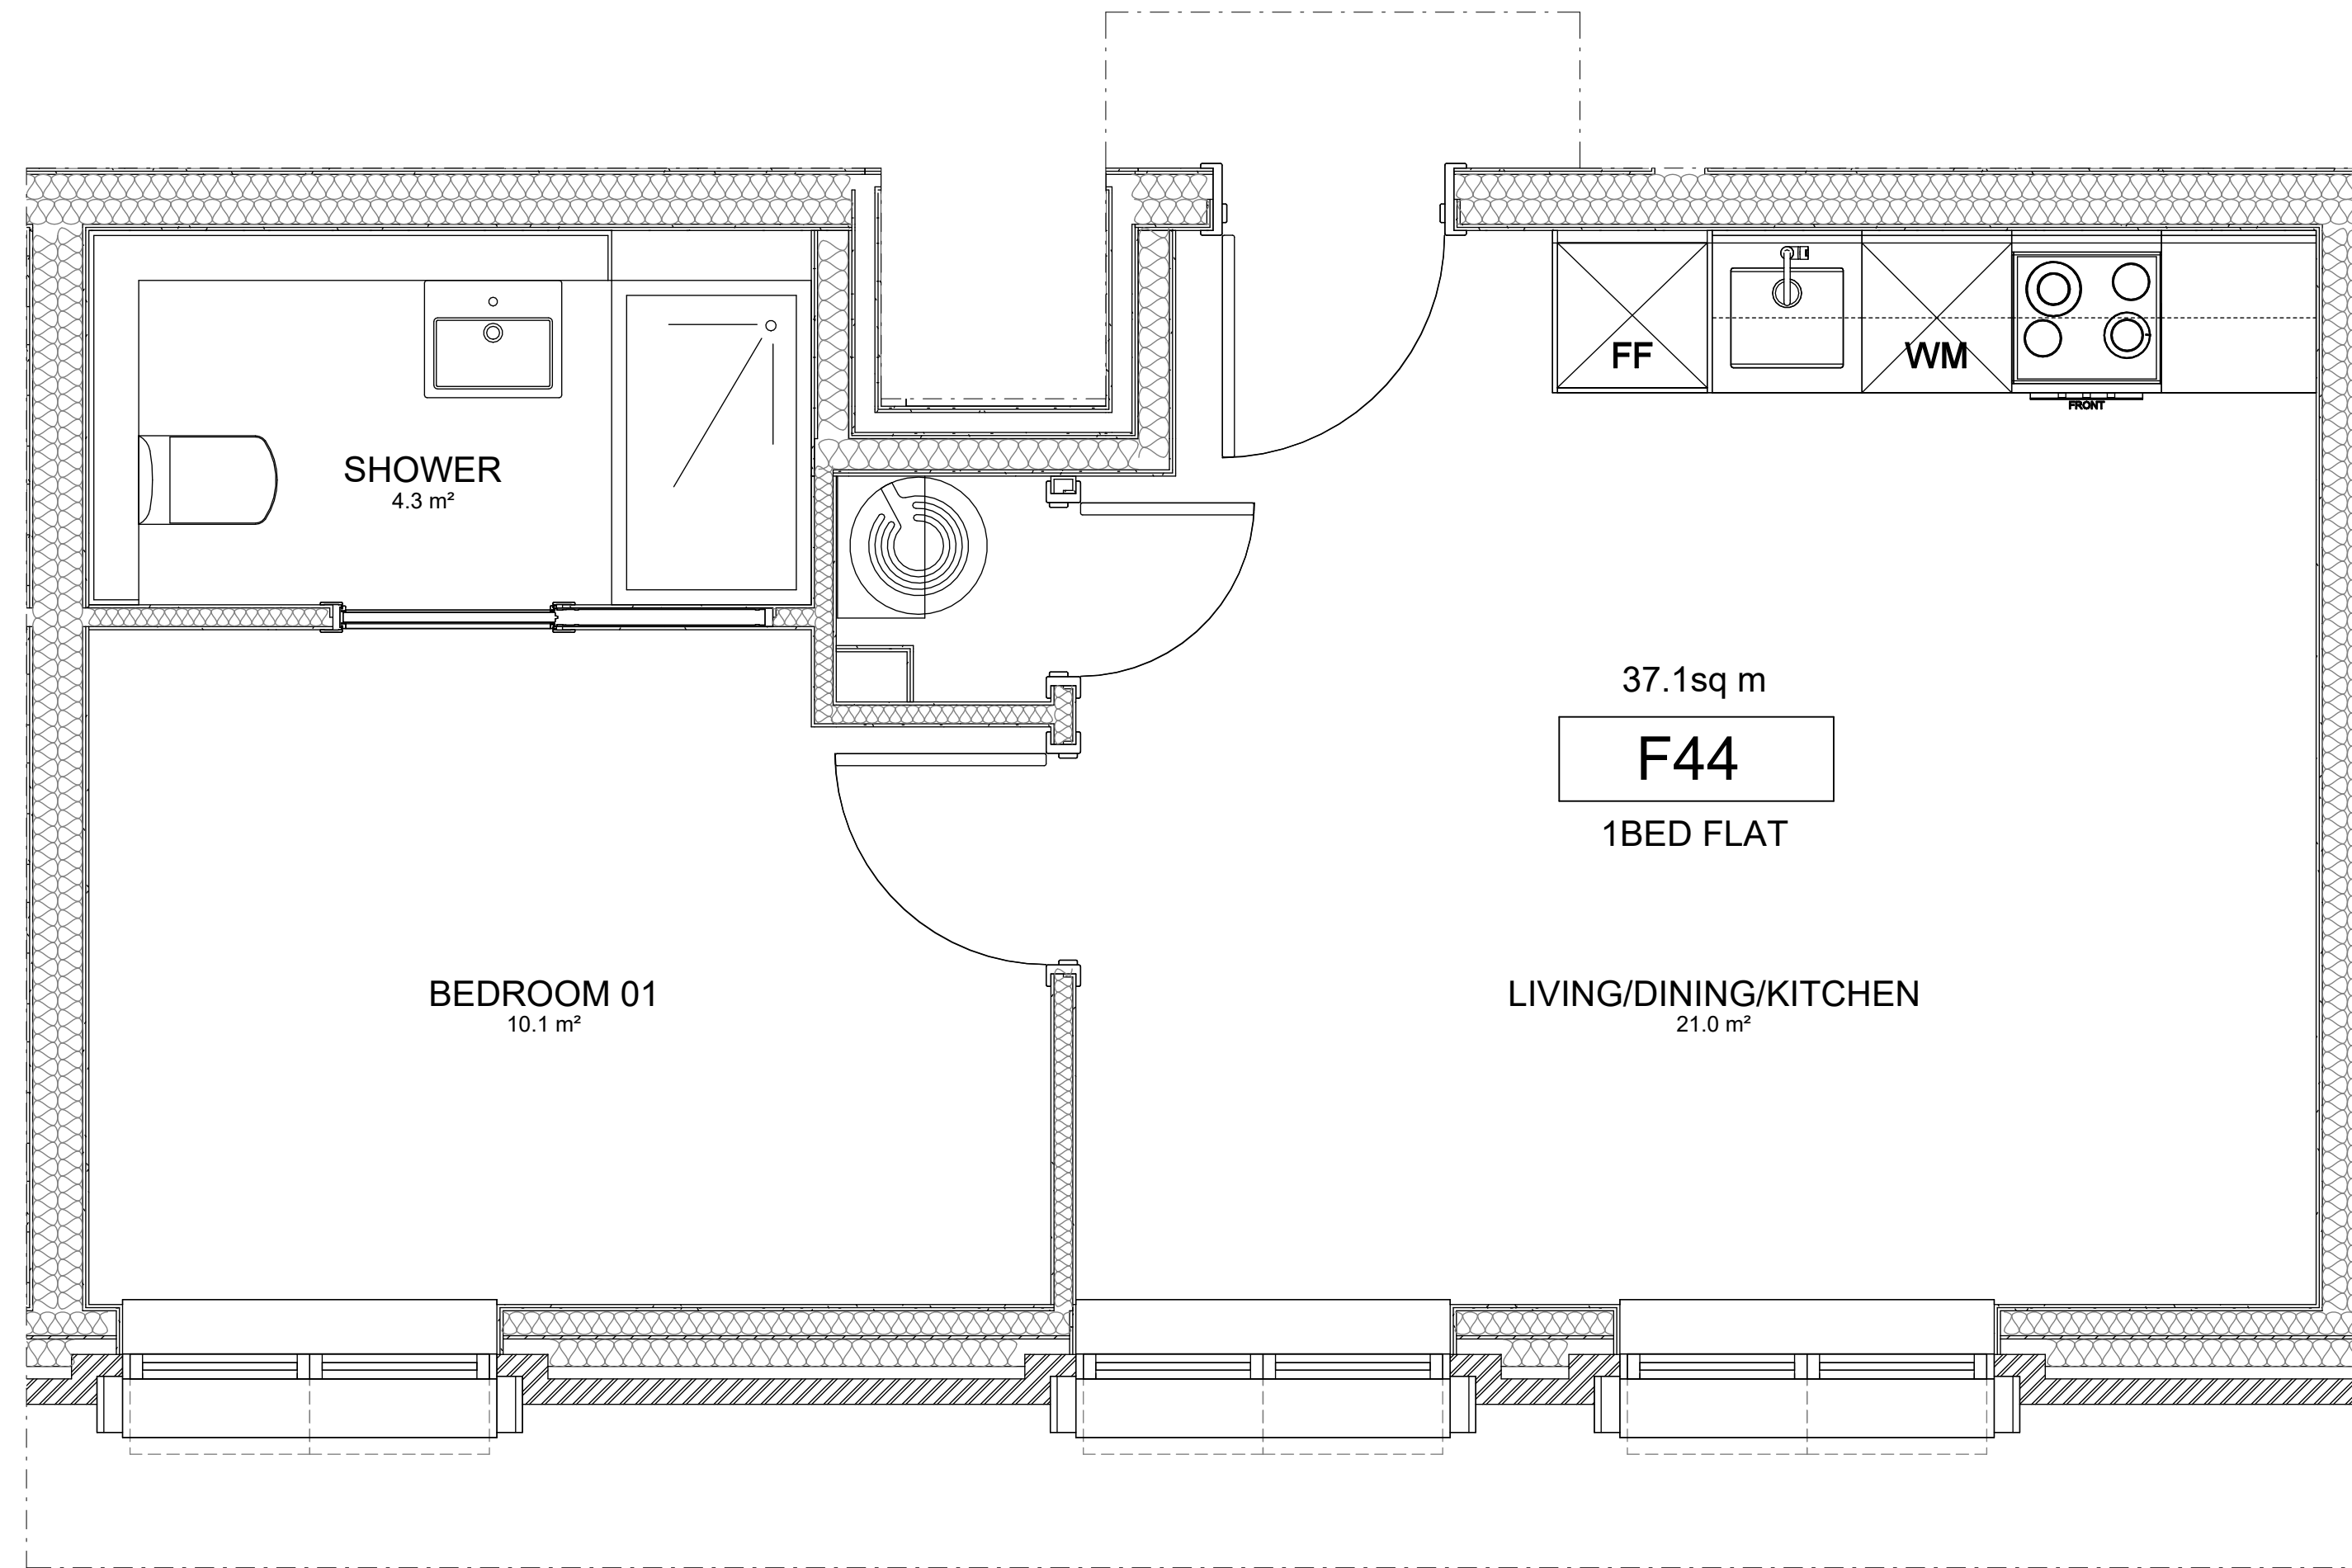 FF
WM
FRONT
SHOWER
4.3 m²
37.1sq m
F44
1BED FLAT
BEDROOM 01
10.1 m²
LIVING/DINING/KITCHEN
21.0 m²